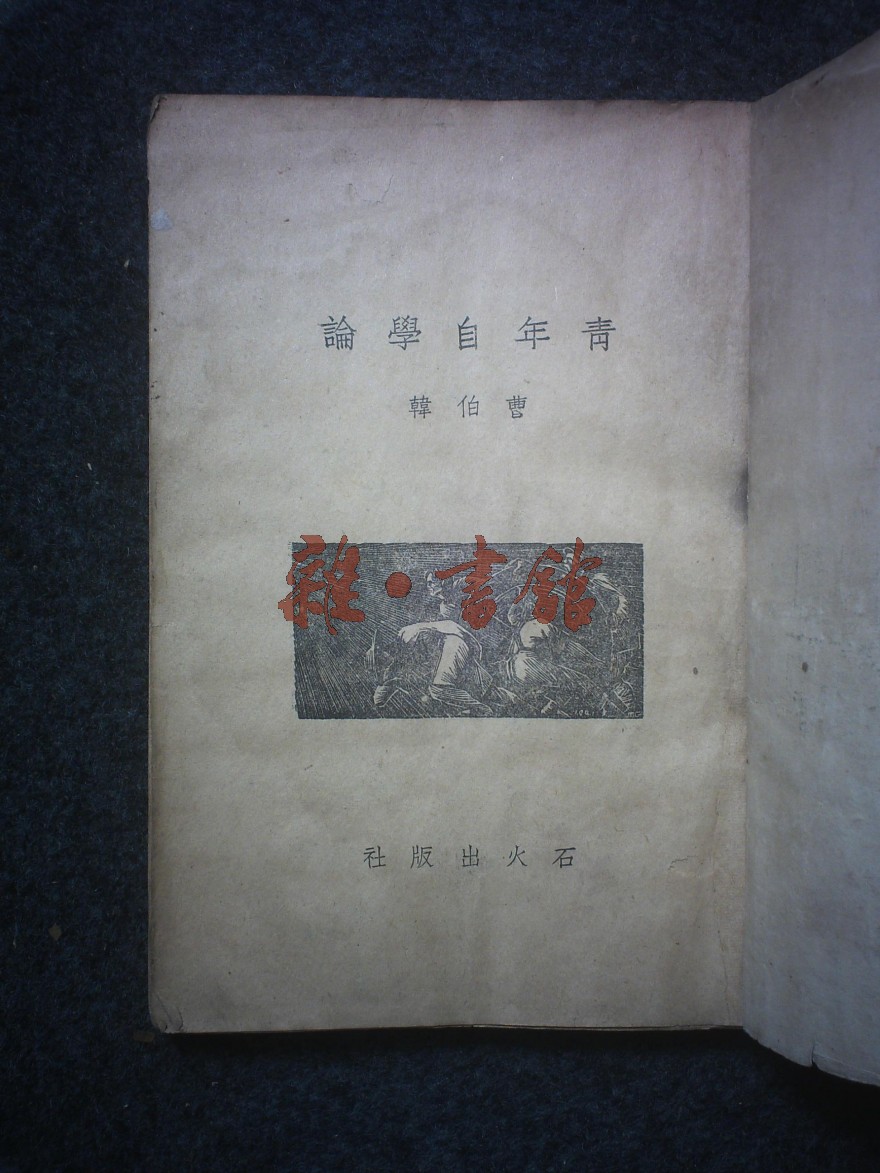 青年自學論
曹伯韓
雜·書館
石火出版社